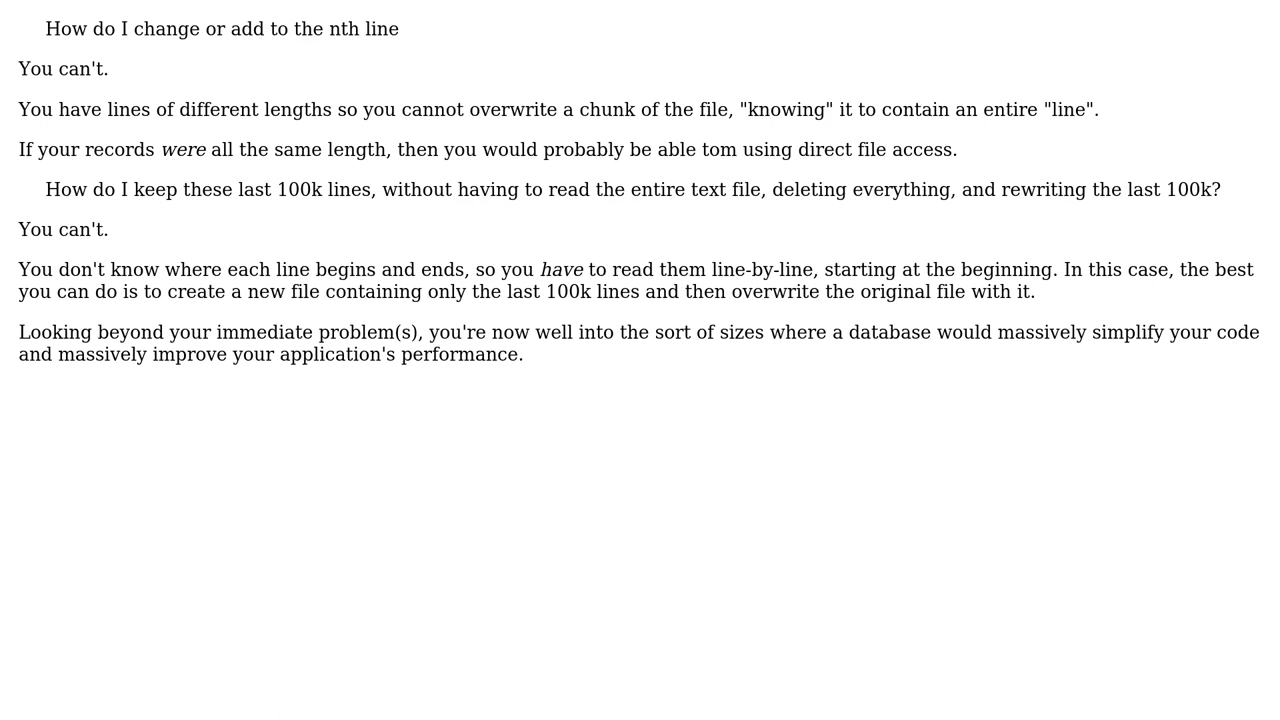 How do I change or add to the nth line
You can't.
You have lines of different lengths so you cannot overwrite a chunk of the file, "knowing" it to contain an entire "line".
If your records were all the same length, then you would probably be able tom using direct file access.
How do I keep these last 100k lines, without having to read the entire text file, deleting everything, and rewriting the last 100k?
You can't.
You don't know where each line begins and ends, so you have to read them line-by-line, starting at the beginning. In this case, the best
you can do is to create a new file containing only the last 100k lines and then overwrite the original file with it.
Looking beyond your immediate problem(s), you're now well into the sort of sizes where a database would massively simplify your code
and massively improve your application's performance.